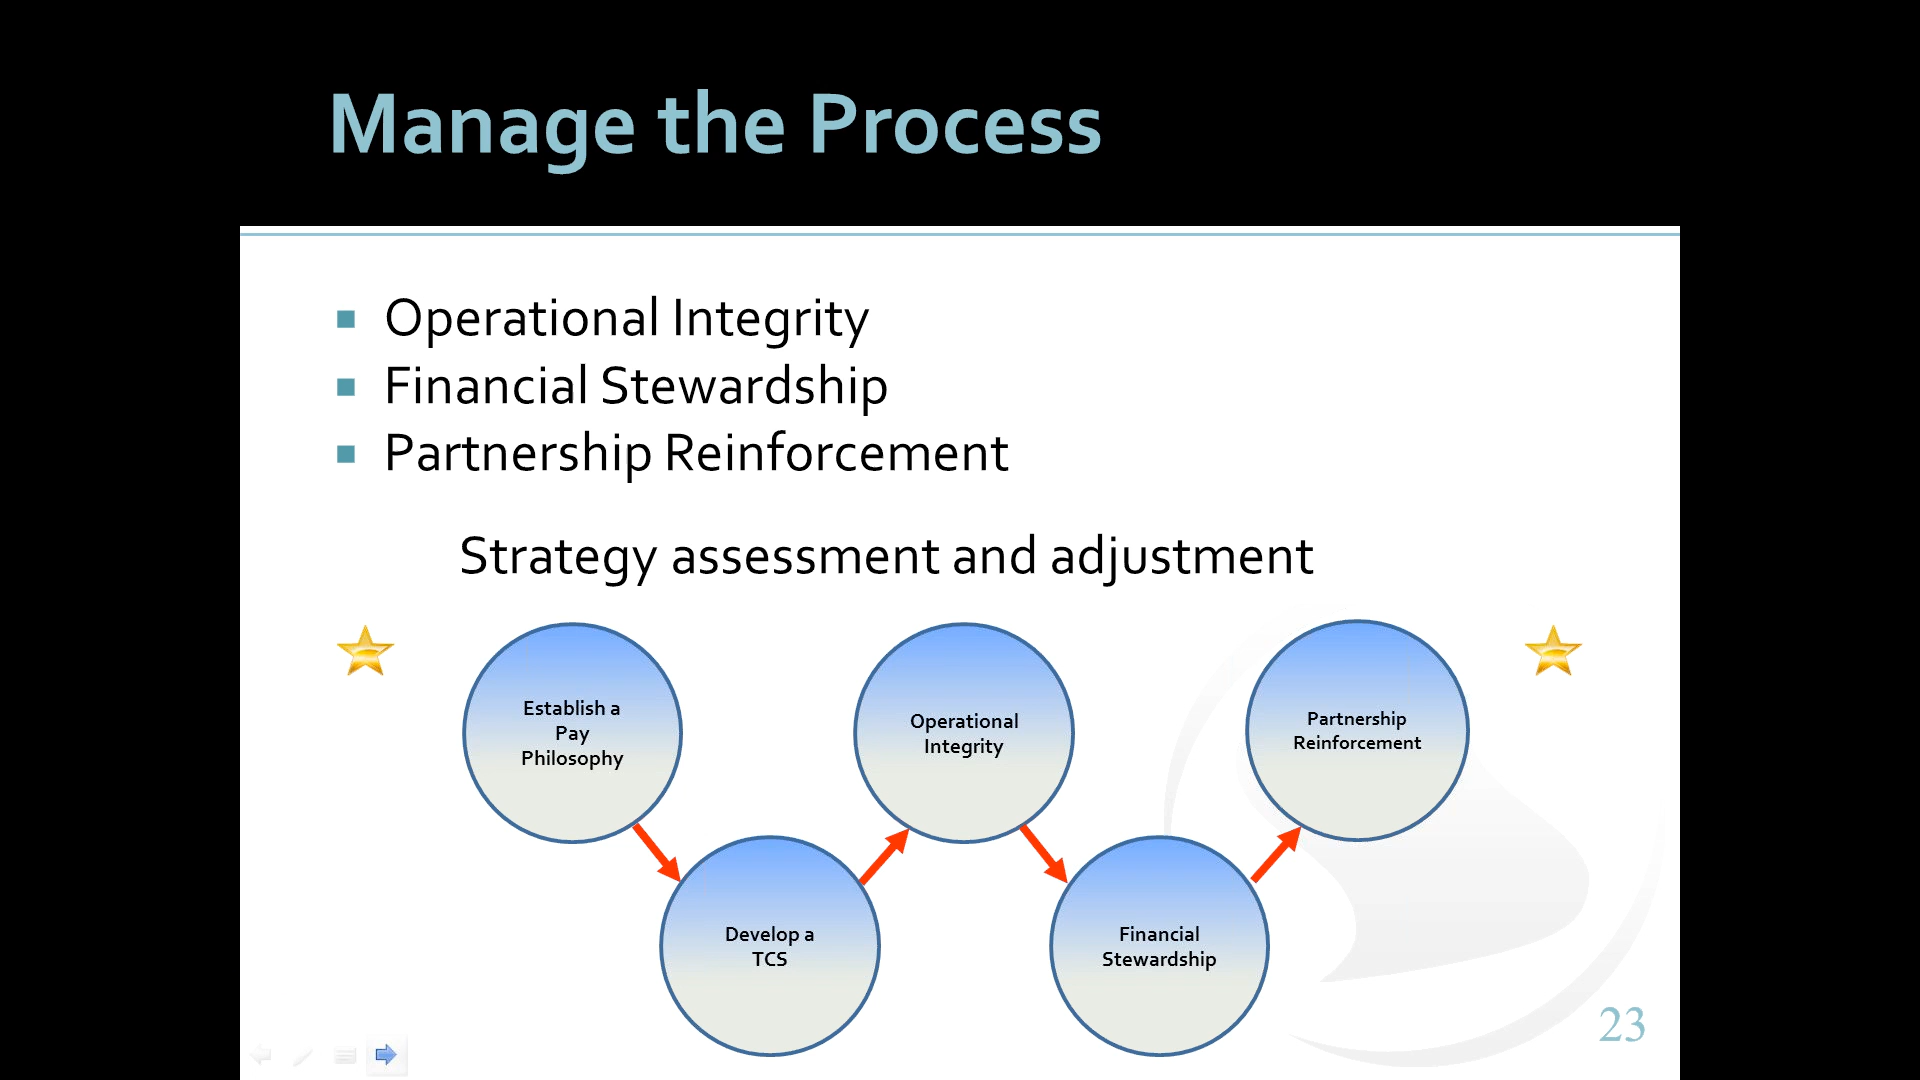 Manage the Process
Operational Integrity
Financial Stewardship
Partnership Reinforcement
Strategy assessment and adjustment
Establish a
Pay
Philosophy
Develop a
TCS
Operational
Integrity
Financial
Stewardship
Partnership
Reinforcement
23